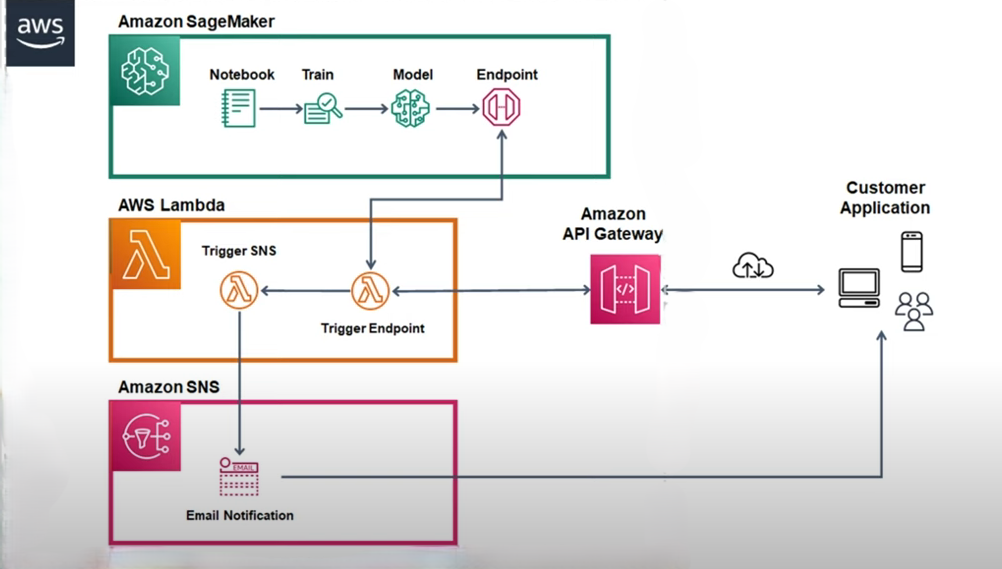 aws
Amazon SageMaker
Notebook
Train
Model
Endpoint
AWS Lambda
Trigger SNS
Trigger Endpoint
Amazon
API Gateway
</>
Customer
Application
Amazon SNS
EMAIL
Email Notification